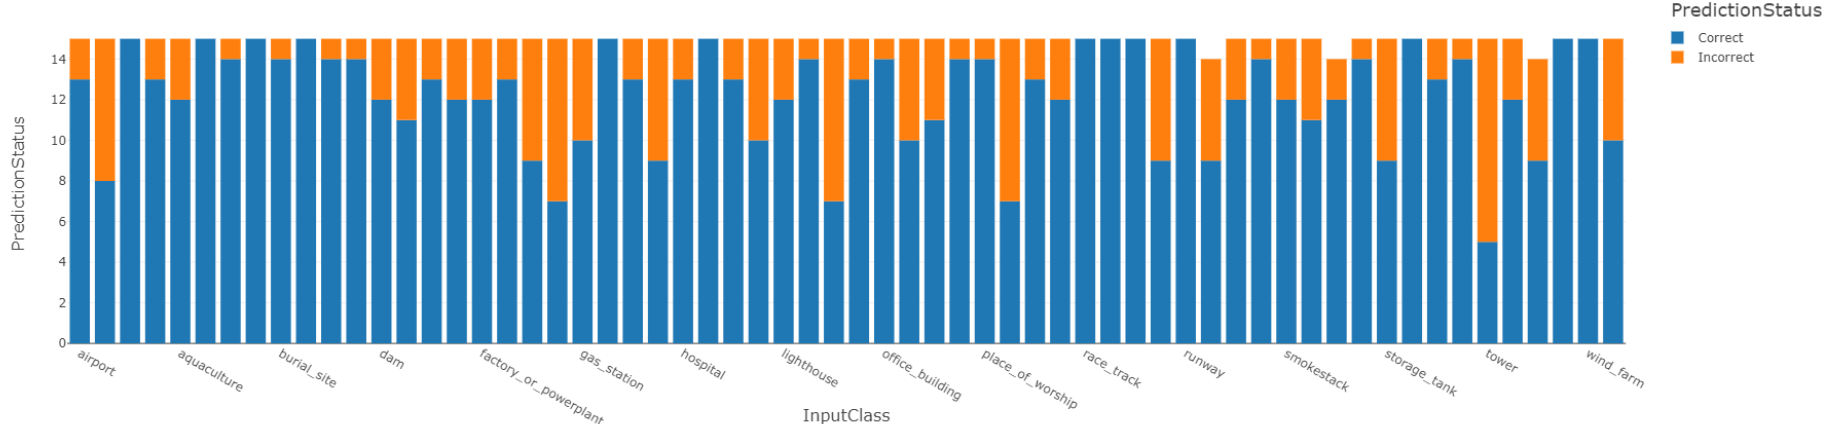 PredictionStatus
Correct
Incorrect
PredictionStatus
14
12
10
8
6
4
2
0
airport
aquaculture
burial_site
dam
factory_or_powerplant
gas_station
hospital
lighthouse
office_building
place_of_worship
race_track
runway
smokestack
storage_tank
tower
wind_farm
InputClass